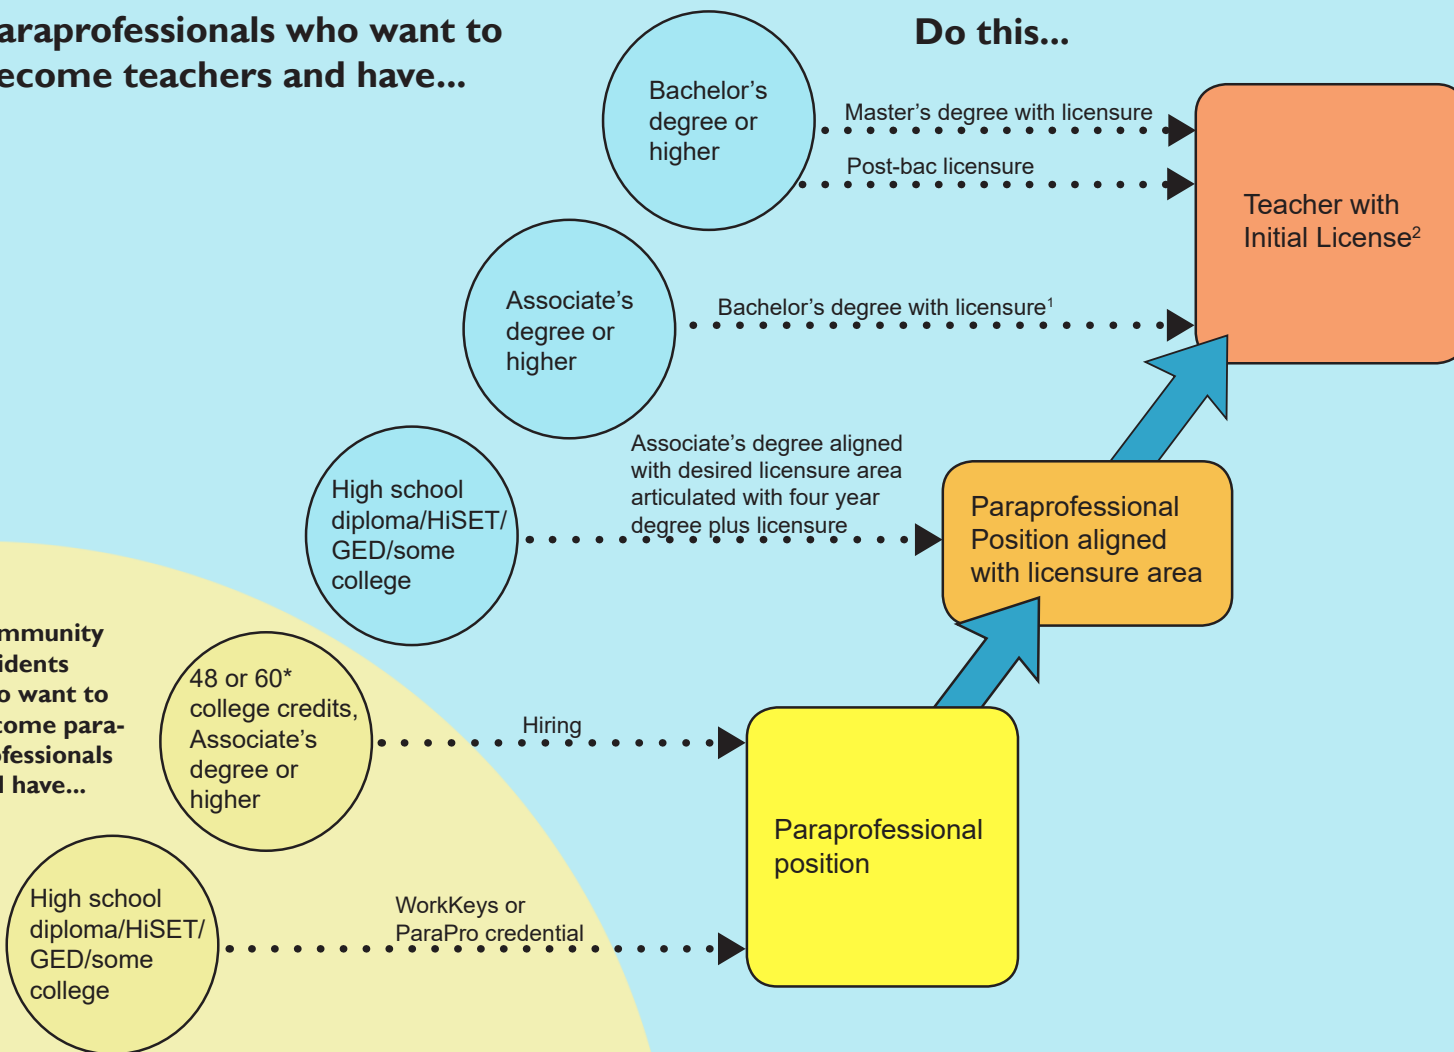 araprofessionals who want to
ecome teachers and have...
Do this...
Bachelor's
degree or
higher
Master's degree with licensure
Post-bac licensure
Teacher with
Initial License²
Associate's
degree or
higher
Bachelor's degree with licensure¹
High school
diploma/HiSET/
GED/some
college
Associate's degree aligned
with desired licensure area
articulated with four year
degree plus licensure
Paraprofessional
Position aligned
with licensure area
mmunity
idents
o want to
come para-
ofessionals
d have...
48 or 60*
college credits,
Associate's
degree or
higher
Hiring
Paraprofessional
position
High school
diploma/HiSET/
GED/some
college
WorkKeys or
ParaPro credential